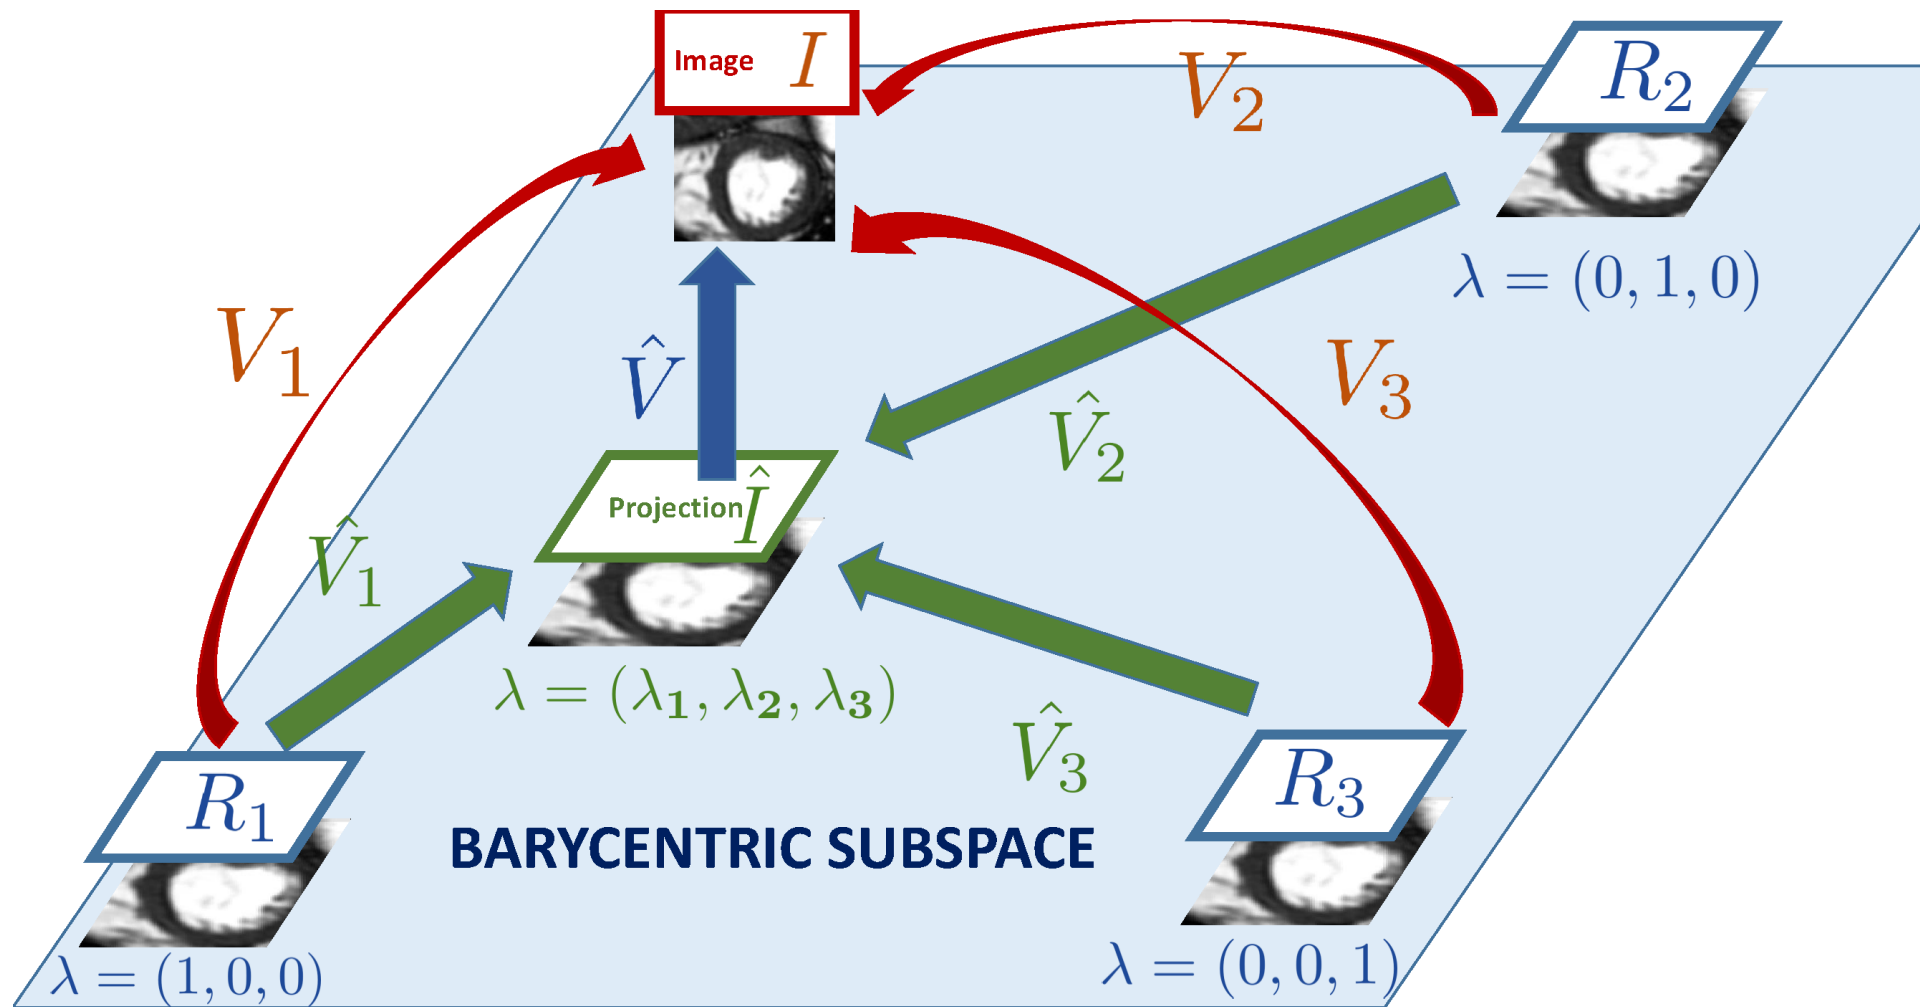 Image I
R₂
V₂
λ = (0, 1, 0)
V₁
V̂
V₃
V̂₂
Projection Î
V̂₁
λ = (λ₁, λ₂, λ₃)
V̂₃
R₁
R₃
BARYCENTRIC SUBSPACE
λ = (1, 0, 0)
λ = (0, 0, 1)